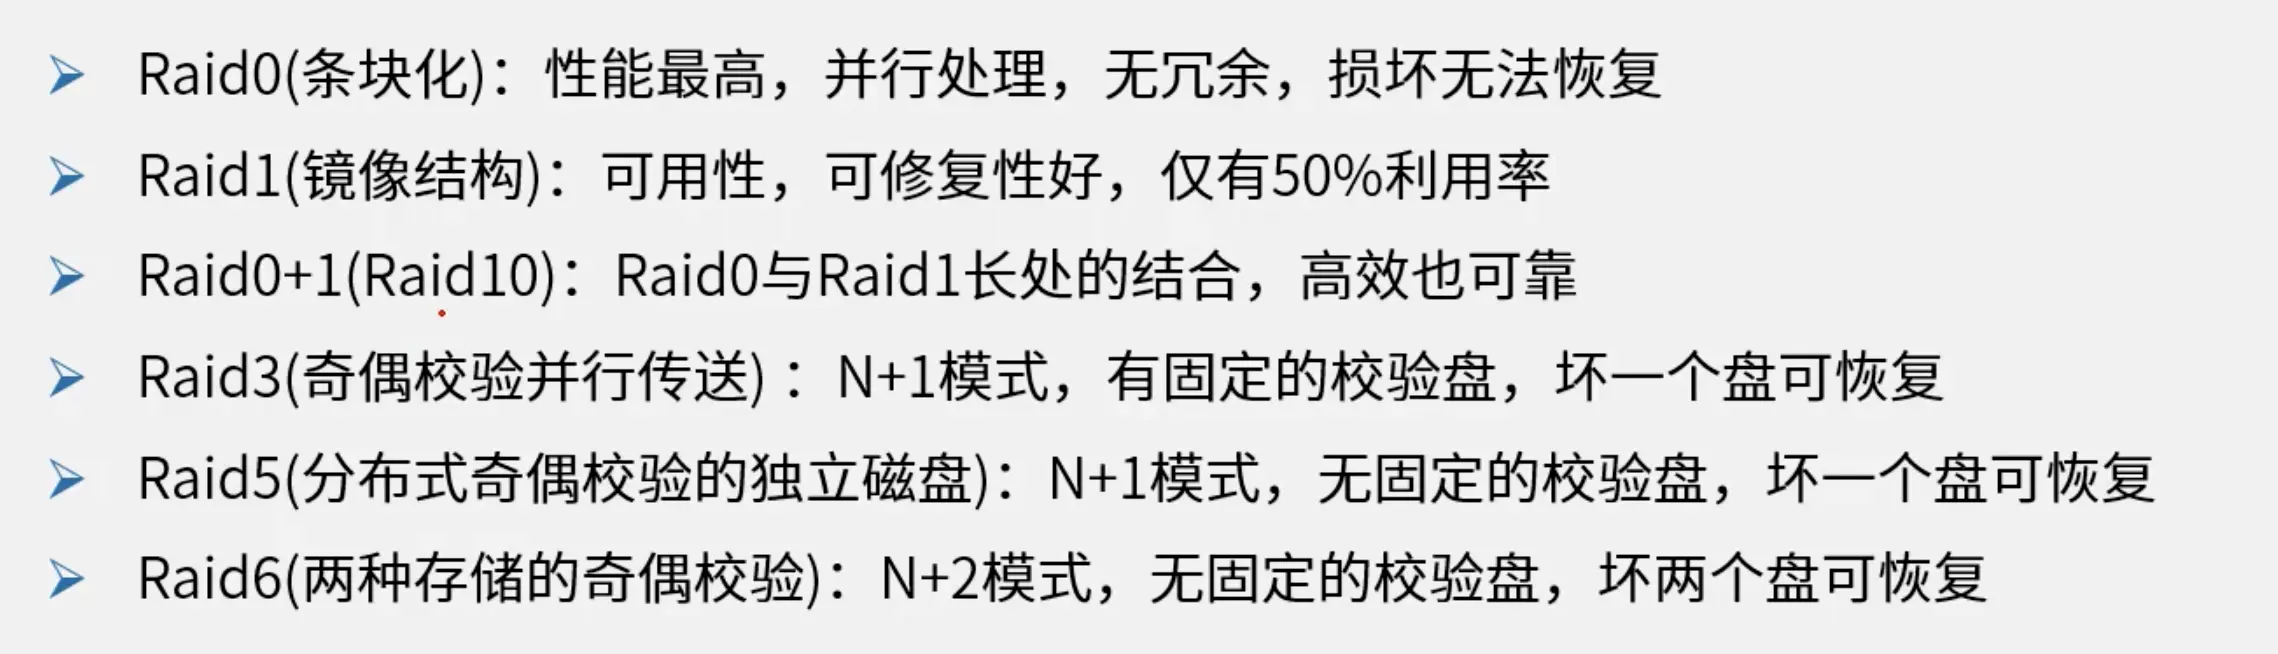 Raid0(条块化)：性能最高，并行处理，无冗余，损坏无法恢复
Raid1(镜像结构)：可用性，可修复性好，仅有50%利用率
Raid0+1(Raid10)：Raid0与Raid1长处的结合，高效也可靠
Raid3(奇偶校验并行传送) ：N+1模式，有固定的校验盘，坏一个盘可恢复
Raid5(分布式奇偶校验的独立磁盘)：N+1模式，无固定的校验盘，坏一个盘可恢复
Raid6(两种存储的奇偶校验)：N+2模式，无固定的校验盘，坏两个盘可恢复